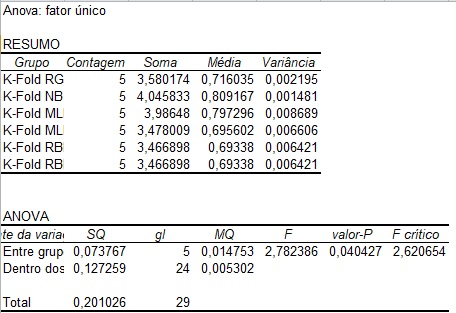 Anova: fator único
RESUMO
Grupo Contagem Soma Média Variância
K-Fold RG 5 3,580174 0,716035 0,002195
K-Fold NB 5 4,045833 0,809167 0,001481
K-Fold ML 5 3,98648 0,797296 0,008689
K-Fold ML 5 3,478009 0,695602 0,006606
K-Fold RB 5 3,466898 0,69338 0,006421
K-Fold RB 5 3,466898 0,69338 0,006421
ANOVA
te da varia SQ gl MQ F valor-P F crítico
Entre grup 0,073767 5 0,014753 2,782386 0,040427 2,620654
Dentro dos 0,127259 24 0,005302
Total 0,201026 29